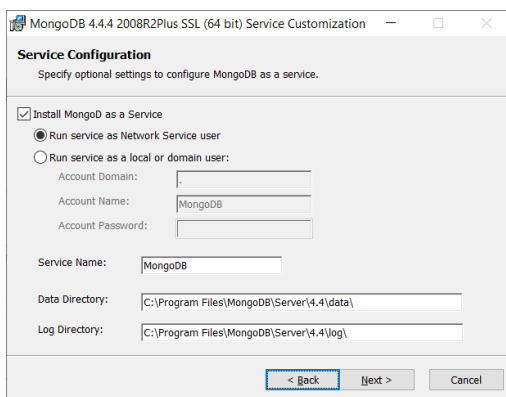 MongoDB 4.4.4 2008R2Plus SSL (64 bit) Service Customization
Service Configuration
Specify optional settings to configure MongoDB as a service.
Install MongoD as a Service
Run service as Network Service user
Run service as a local or domain user:
Account Domain: .
Account Name: MongoDB
Account Password:
Service Name: MongoDB
Data Directory: C:\Program Files\MongoDB\Server\4.4\data\
Log Directory: C:\Program Files\MongoDB\Server\4.4\log\
< Back Next > Cancel